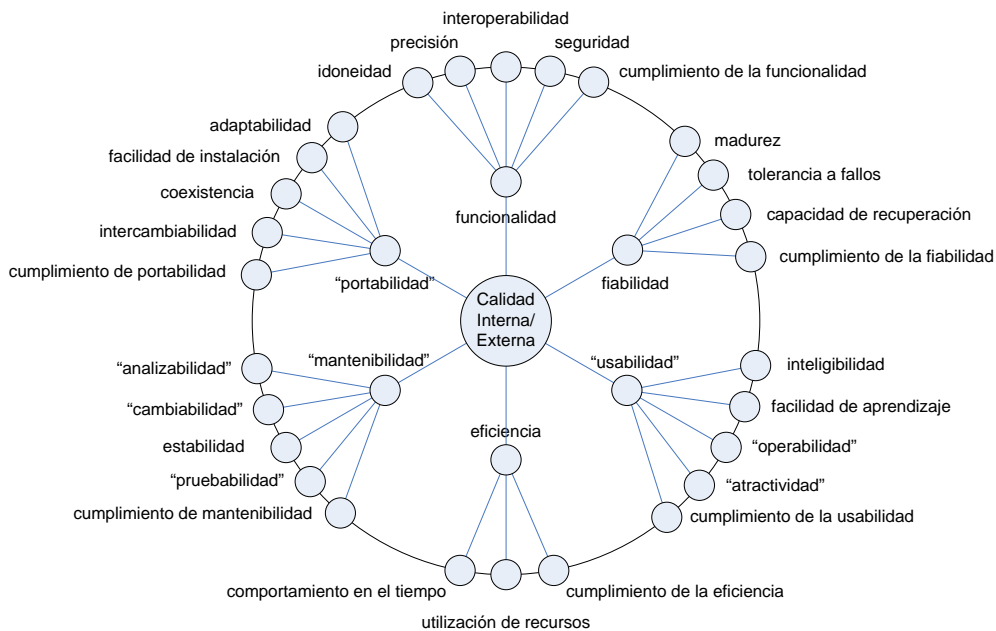 interoperabilidad
precisión
seguridad
idoneidad
cumplimiento de la funcionalidad
adaptabilidad
madurez
facilidad de instalación
tolerancia a fallos
coexistencia
capacidad de recuperación
intercambiabilidad
funcionalidad
cumplimiento de la fiabilidad
cumplimiento de portabilidad
“portabilidad”
fiabilidad
Calidad
Interna/
Externa
“analizabilidad”
“mantenibilidad”
“usabilidad”
inteligibilidad
“cambiabilidad”
facilidad de aprendizaje
estabilidad
eficiencia
“operabilidad”
“pruebabilidad”
“atractividad”
cumplimiento de mantenibilidad
cumplimiento de la usabilidad
comportamiento en el tiempo
cumplimiento de la eficiencia
utilización de recursos